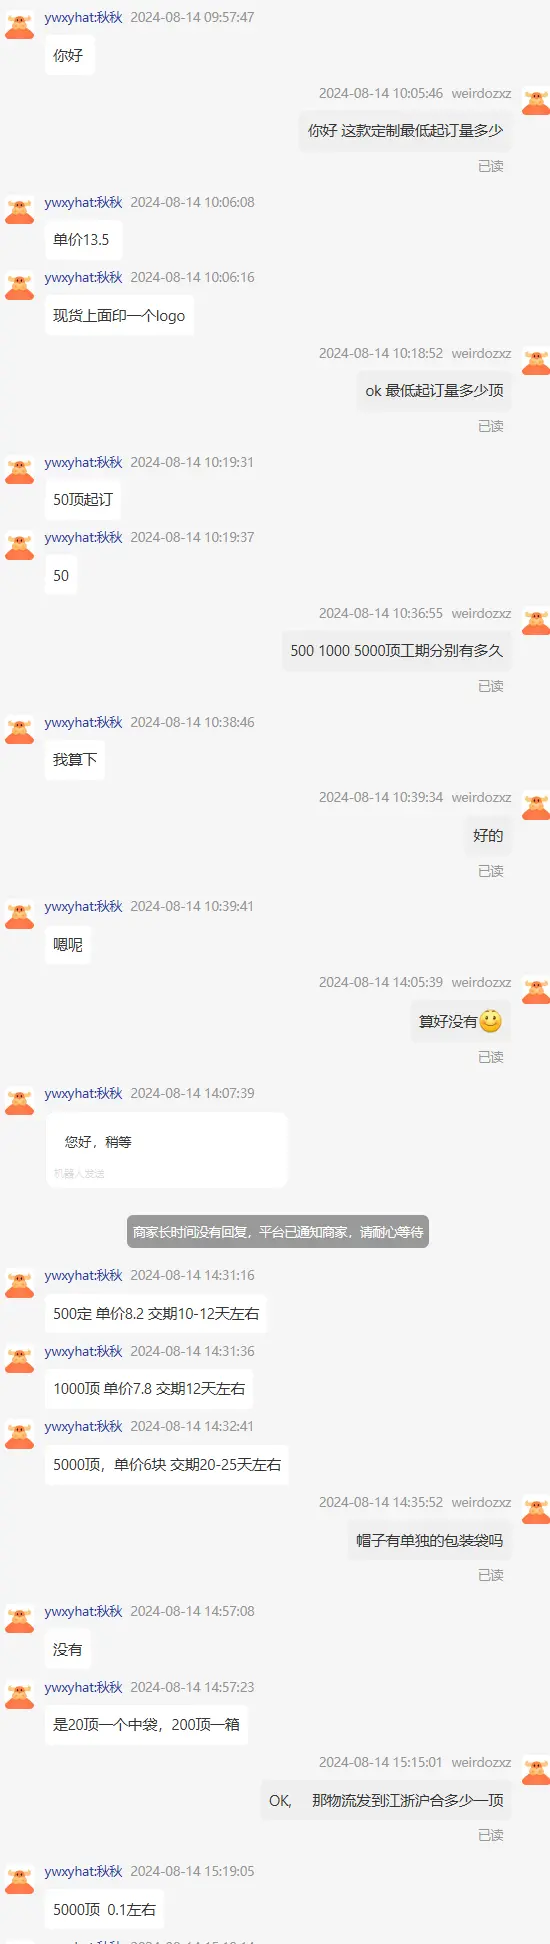 ywxyhat:秋秋 2024-08-14 09:57:47
你好
2024-08-14 10:05:46 weirdozxz
你好 这款定制最低起订量多少
已读
ywxyhat:秋秋 2024-08-14 10:06:08
单价13.5
ywxyhat:秋秋 2024-08-14 10:06:16
现货上面印一个logo
2024-08-14 10:18:52 weirdozxz
ok 最低起订量多少顶
已读
ywxyhat:秋秋 2024-08-14 10:19:31
50顶起订
ywxyhat:秋秋 2024-08-14 10:19:37
50
2024-08-14 10:36:55 weirdozxz
500 1000 5000顶工期分别有多久
已读
ywxyhat:秋秋 2024-08-14 10:38:46
我算下
2024-08-14 10:39:34 weirdozxz
好的
已读
ywxyhat:秋秋 2024-08-14 10:39:41
嗯呢
2024-08-14 14:05:39 weirdozxz
算好没有
已读
ywxyhat:秋秋 2024-08-14 14:07:39
您好，稍等
机器人发送
商家长时间没有回复，平台已通知商家，请耐心等待
ywxyhat:秋秋 2024-08-14 14:31:16
500定 单价8.2 交期10-12天左右
ywxyhat:秋秋 2024-08-14 14:31:36
1000顶 单价7.8 交期12天左右
ywxyhat:秋秋 2024-08-14 14:32:41
5000顶，单价6块 交期20-25天左右
2024-08-14 14:35:52 weirdozxz
帽子有单独的包装袋吗
已读
ywxyhat:秋秋 2024-08-14 14:57:08
没有
ywxyhat:秋秋 2024-08-14 14:57:23
是20顶一个中袋，200顶一箱
2024-08-14 15:15:01 weirdozxz
OK, 那物流发到江浙沪合多少一顶
已读
ywxyhat:秋秋 2024-08-14 15:19:05
5000顶 0.1左右